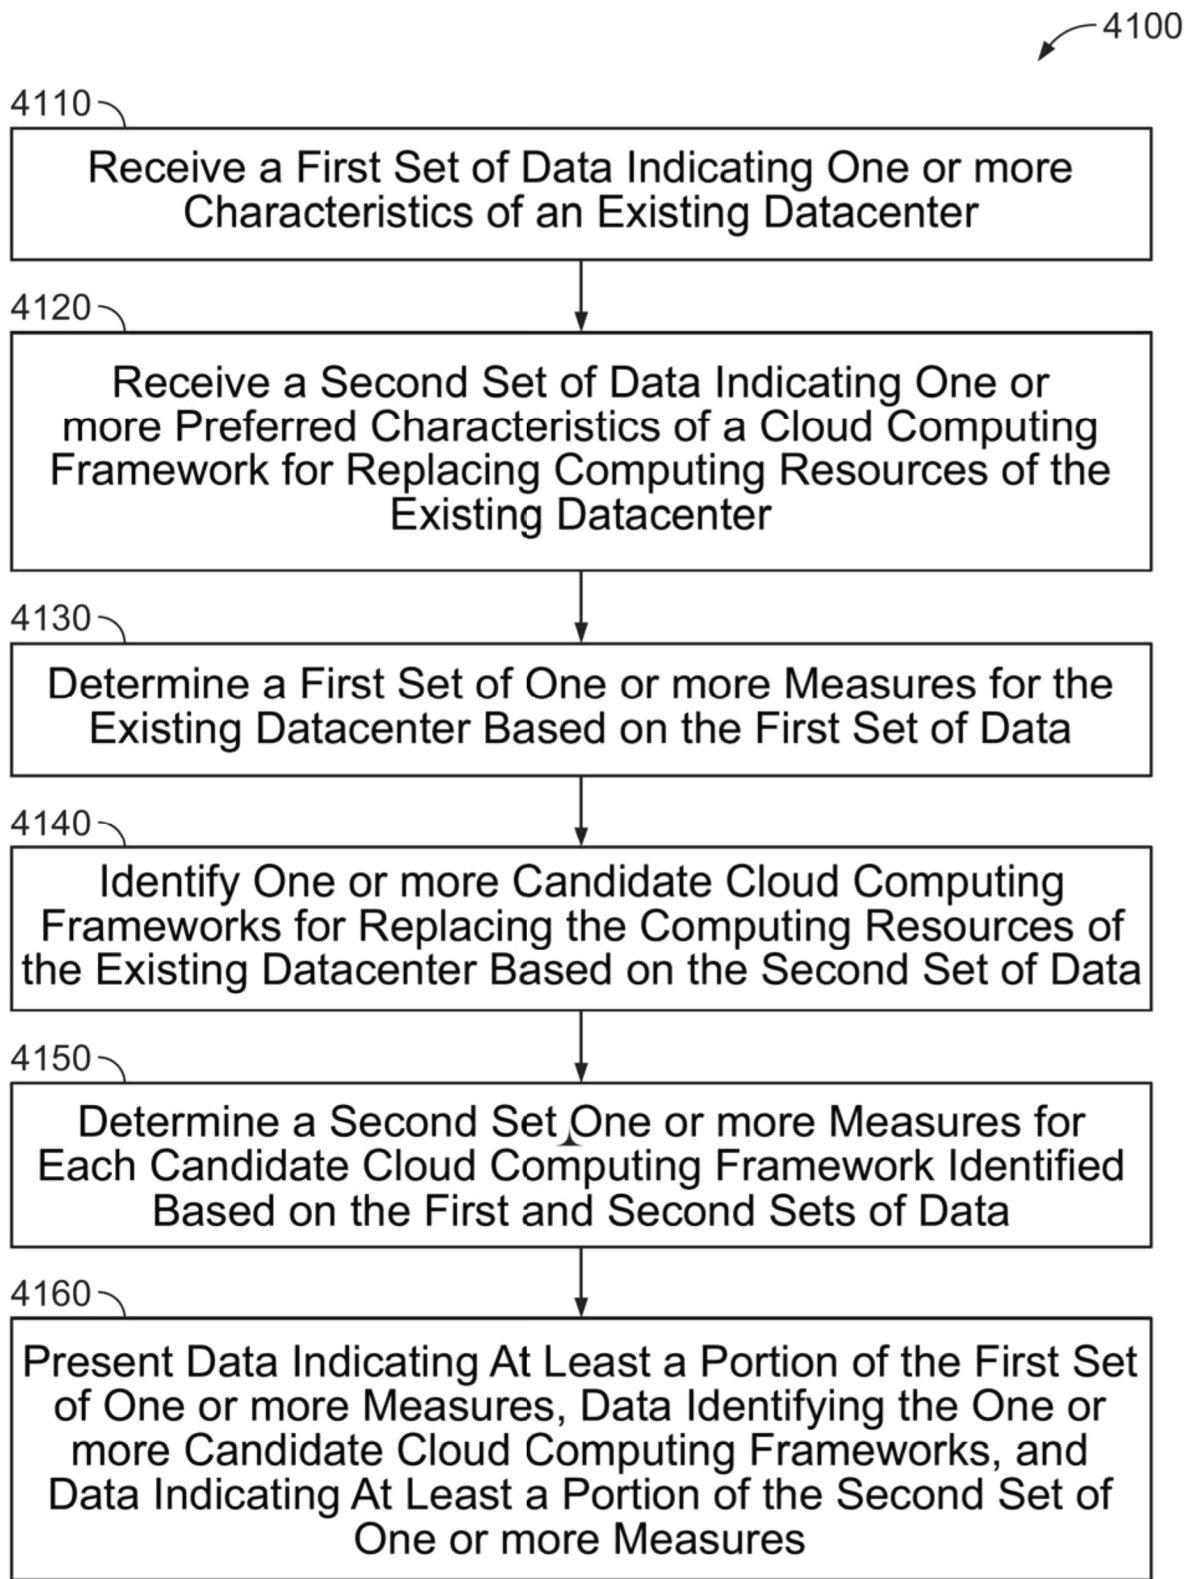 4100
4110
Receive a First Set of Data Indicating One or more
Characteristics of an Existing Datacenter
4120
Receive a Second Set of Data Indicating One or
more Preferred Characteristics of a Cloud Computing
Framework for Replacing Computing Resources of the
Existing Datacenter
4130
Determine a First Set of One or more Measures for the
Existing Datacenter Based on the First Set of Data
4140
Identify One or more Candidate Cloud Computing
Frameworks for Replacing the Computing Resources of
the Existing Datacenter Based on the Second Set of Data
4150
Determine a Second Set One or more Measures for
Each Candidate Cloud Computing Framework Identified
Based on the First and Second Sets of Data
4160
Present Data Indicating At Least a Portion of the First Set
of One or more Measures, Data Identifying the One or
more Candidate Cloud Computing Frameworks, and
Data Indicating At Least a Portion of the Second Set of
One or more Measures